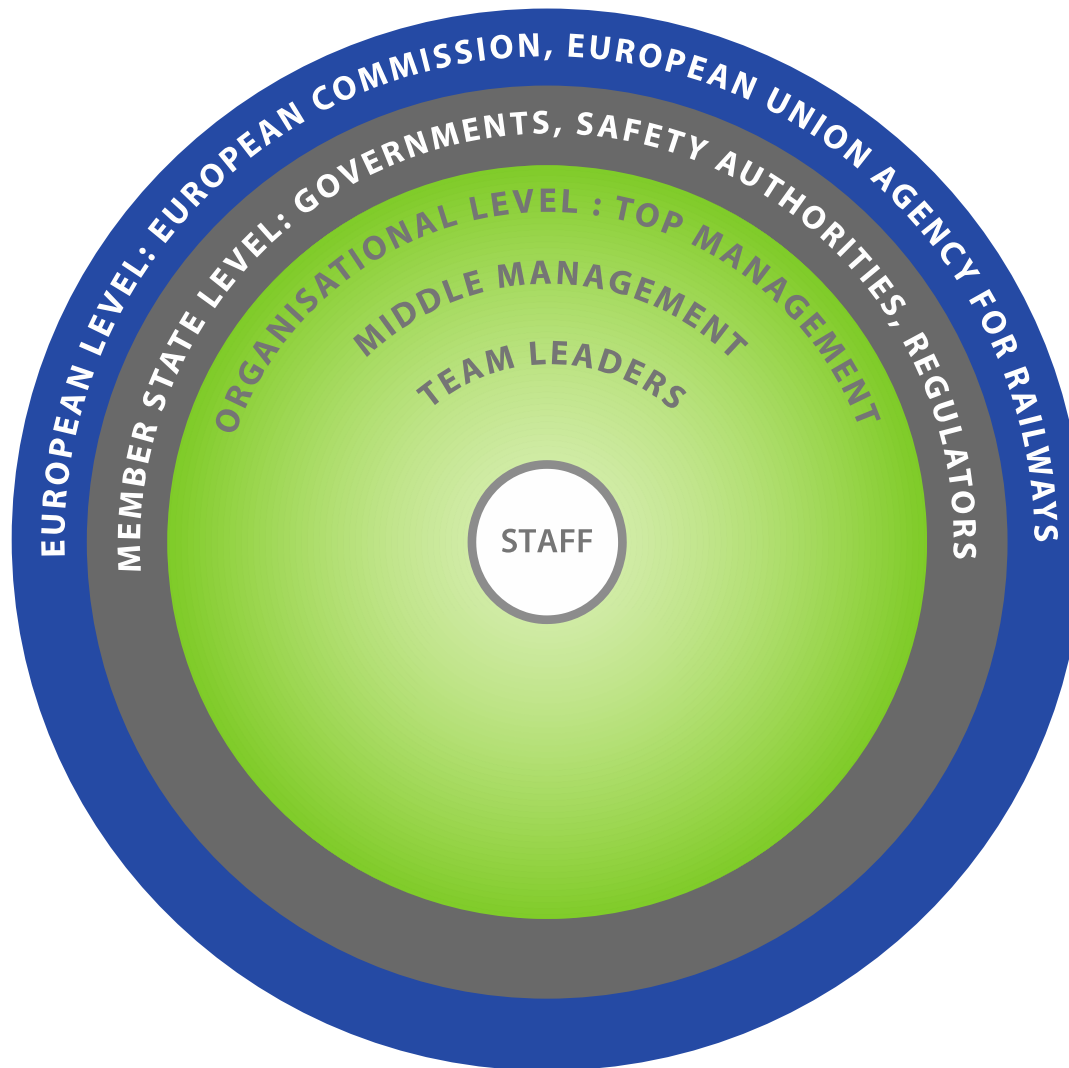 EUROPEAN LEVEL: EUROPEAN COMMISSION, EUROPEAN UNION AGENCY FOR RAILWAYS
MEMBER STATE LEVEL: GOVERNMENTS, SAFETY AUTHORITIES, REGULATORS
ORGANISATIONAL LEVEL : TOP MANAGEMENT
MIDDLE MANAGEMENT
TEAM LEADERS
STAFF